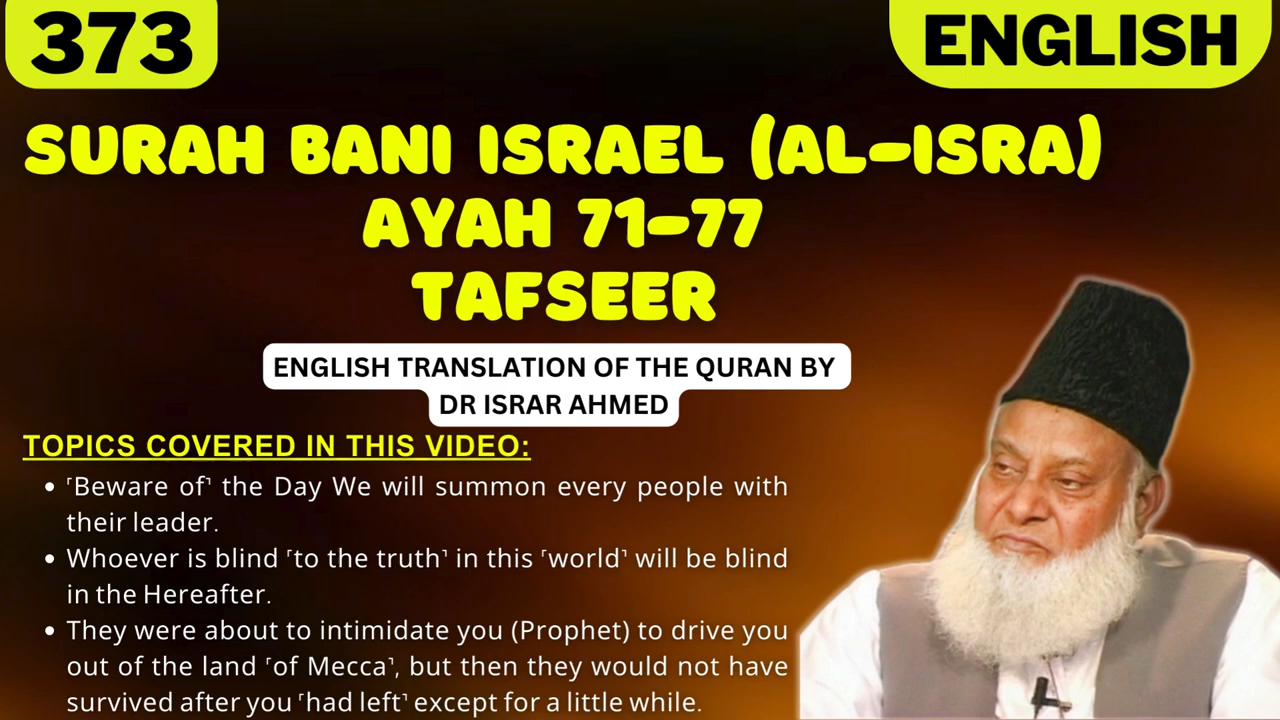 373
ENGLISH
SURAH BANI ISRAEL (AL-ISRA)
AYAH 71-77
TAFSEER
ENGLISH TRANSLATION OF THE QURAN BY
DR ISRAR AHMED
TOPICS COVERED IN THIS VIDEO:
• ˹Beware of˺ the Day We will summon every people with
their leader.
• Whoever is blind ˹to the truth˺ in this ˹world˺ will be blind
in the Hereafter.
• They were about to intimidate you (Prophet) to drive you
out of the land ˹of Mecca˺, but then they would not have
survived after you ˹had left˺ except for a little while.